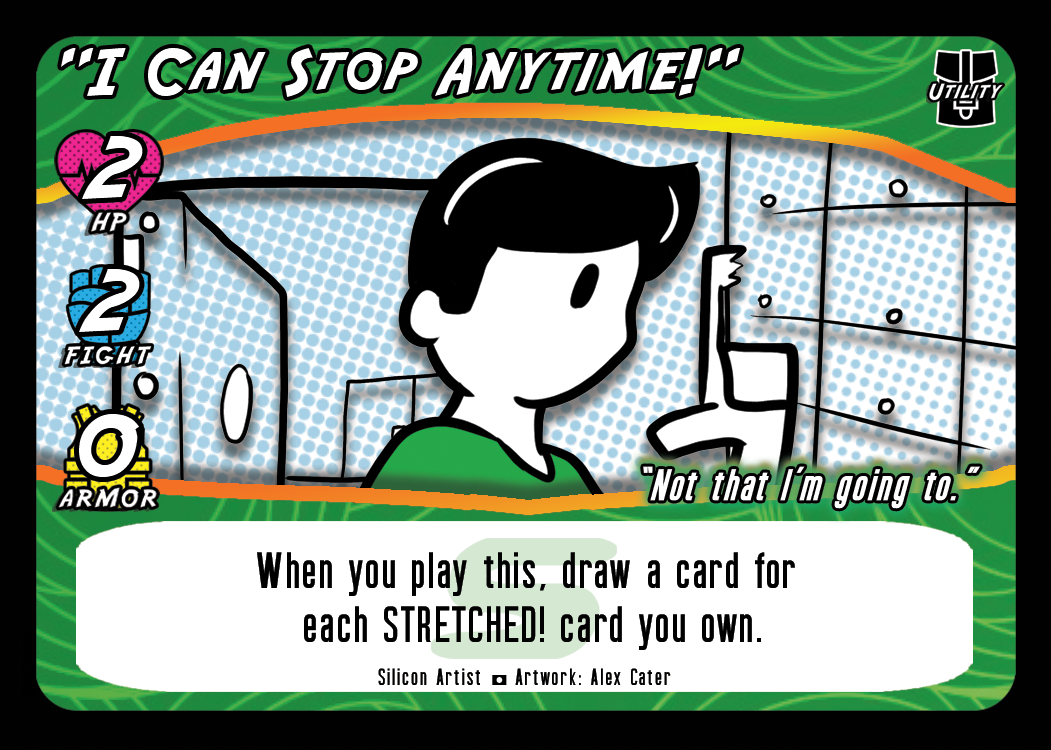 "I Can Stop Anytime!"
Utility
2
HP
2
Fight
0
Armor
"Not that I'm going to."
When you play this, draw a card for
each STRETCHED! card you own.
Silicon Artist ◘ Artwork: Alex Cater
S